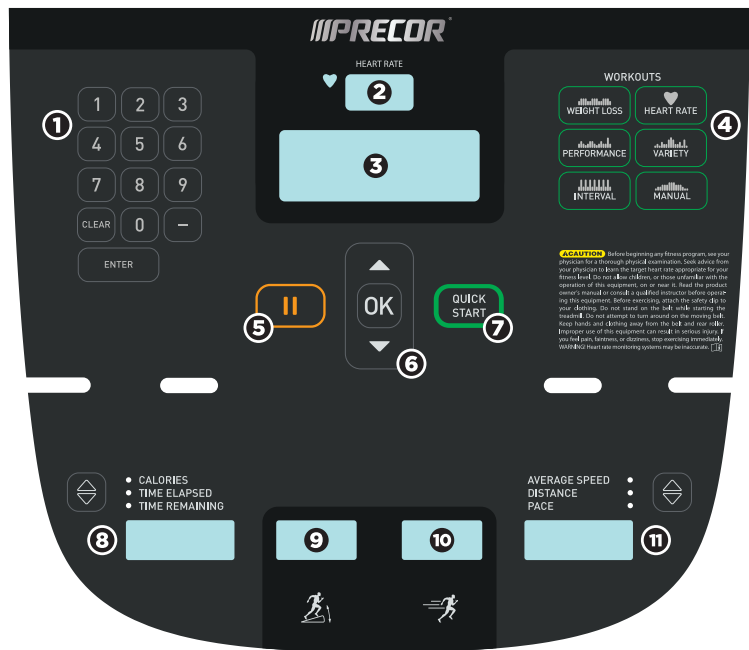 PRECOR
HEART RATE
2
3
1
1 2 3
4 5 6
7 8 9
CLEAR 0 –
ENTER
WORKOUTS
WEIGHT LOSS HEART RATE
PERFORMANCE VARIETY
INTERVAL MANUAL
4
CAUTION Before beginning any fitness program, see your
physician for a thorough physical examination. Seek advice from
your physician to learn the target heart rate appropriate for your
fitness level. Do not allow children, or those unfamiliar with the
operation of this equipment, on or near it. Read the product
owner's manual or consult a qualified instructor before operat-
ing this equipment. Before exercising, attach the safety clip to
your clothing. Do not stand on the belt while starting the
treadmill. Do not attempt to turn around on the moving belt.
Keep hands and clothing away from the belt and rear roller.
Improper use of this equipment can result in serious injury. If
you feel pain, faintness, or dizziness, stop exercising immediately.
WARNING! Heart rate monitoring systems may be inaccurate.
5
OK
6
QUICK
START
7
CALORIES
TIME ELAPSED
TIME REMAINING
8
9
10
AVERAGE SPEED
DISTANCE
PACE
11